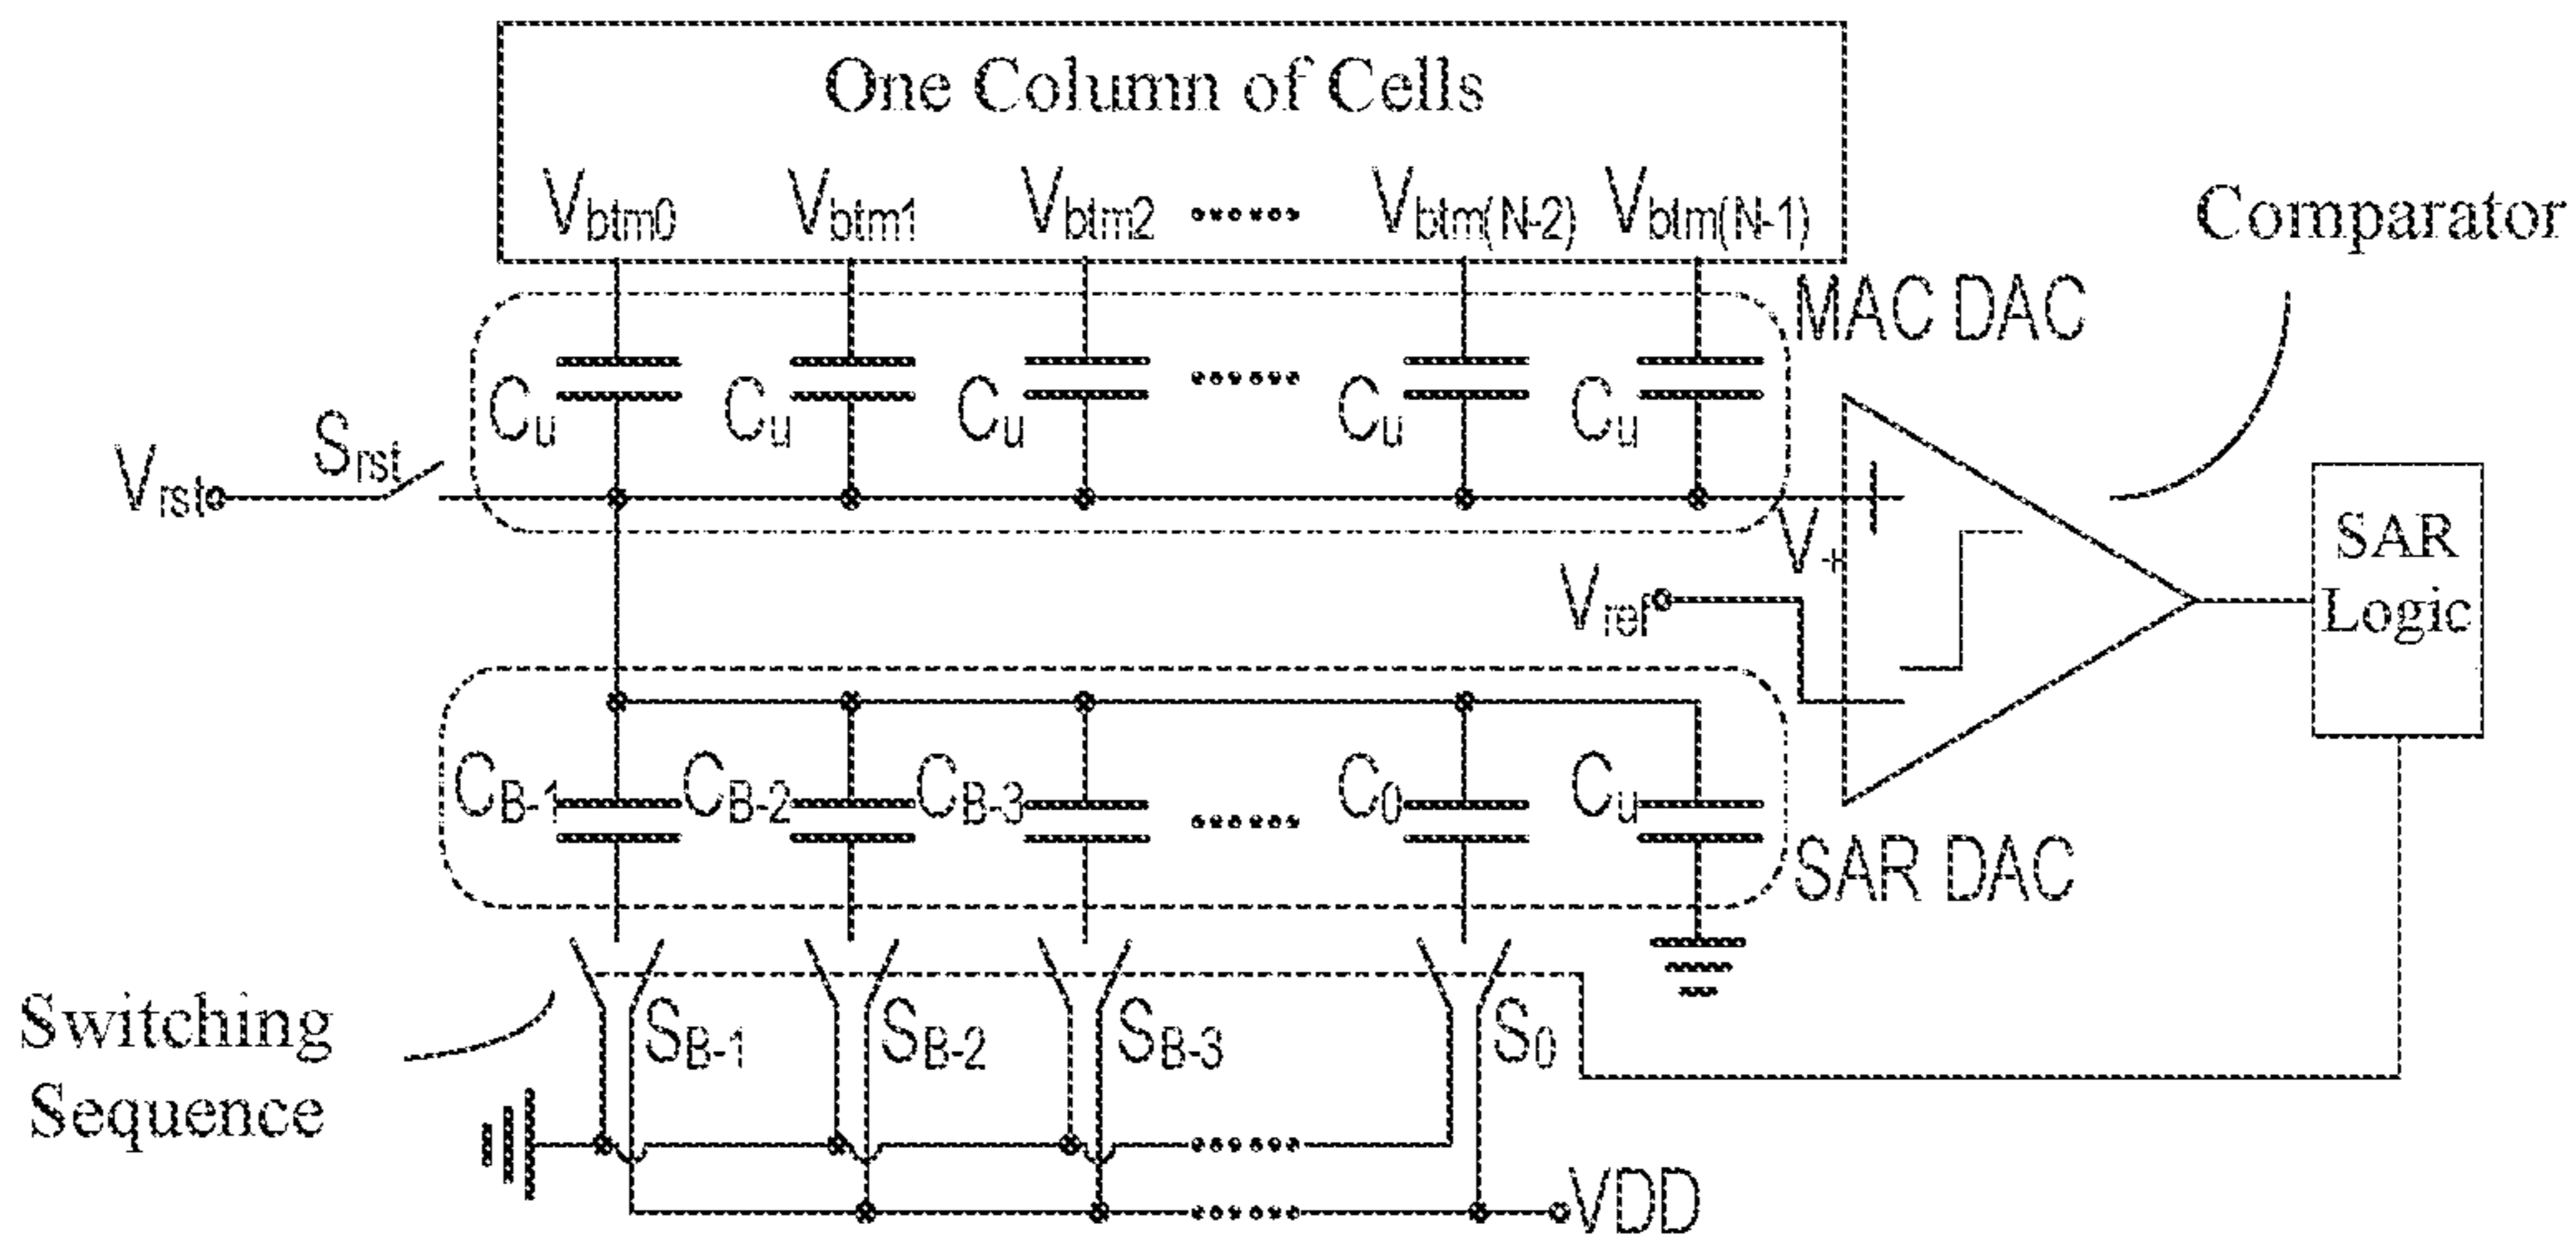 One Column of Cells
Vbtm0 Vbtm1 Vbtm2 ...... Vbtm(N-2) Vbtm(N-1)
Comparator
MAC DAC
Cu Cu Cu ...... Cu Cu
Vrst Srst
V+
SAR
Logic
Vref
CB-1 CB-2 CB-3 ...... C0 Cu
SAR DAC
Switching
Sequence
SB-1 SB-2 SB-3 S0
......
...... VDD